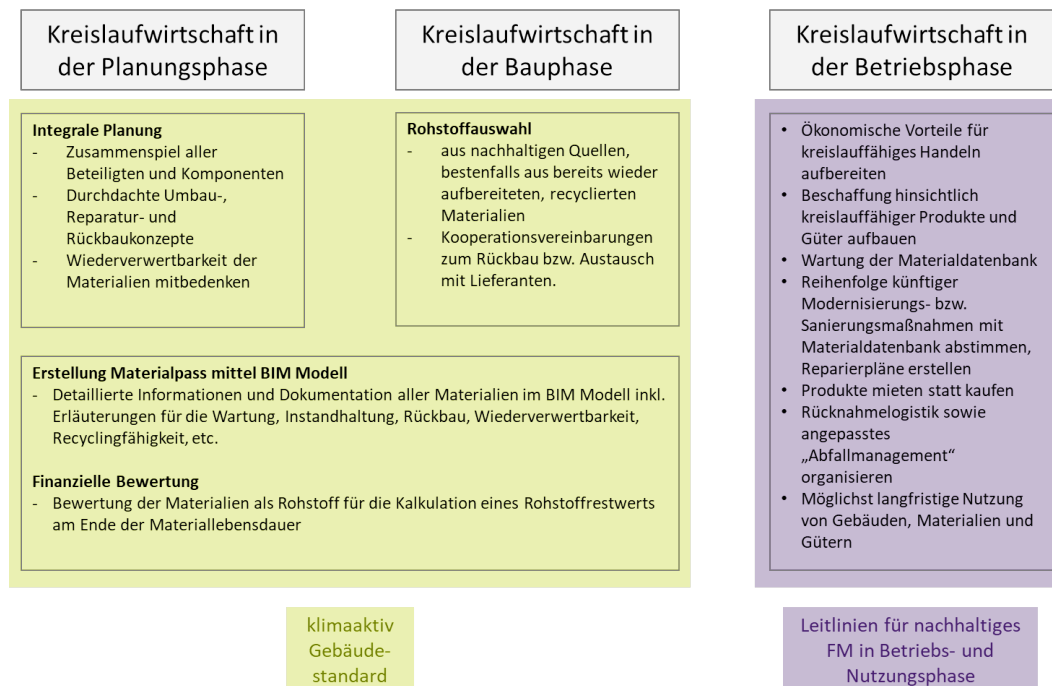 Kreislaufwirtschaft in
der Planungsphase
Kreislaufwirtschaft in
der Bauphase
Kreislaufwirtschaft in
der Betriebsphase
Integrale Planung
- Zusammenspiel aller
Beteiligten und Komponenten
- Durchdachte Umbau-,
Reparatur- und
Rückbaukonzepte
- Wiederverwertbarkeit der
Materialien mitbedenken
Rohstoffauswahl
- aus nachhaltigen Quellen,
bestenfalls aus bereits wieder
aufbereiteten, recyclierten
Materialien
- Kooperationsvereinbarungen
zum Rückbau bzw. Austausch
mit Lieferanten.
Erstellung Materialpass mittel BIM Modell
- Detaillierte Informationen und Dokumentation aller Materialien im BIM Modell inkl.
Erläuterungen für die Wartung, Instandhaltung, Rückbau, Wiederverwertbarkeit,
Recyclingfähigkeit, etc.
Finanzielle Bewertung
- Bewertung der Materialien als Rohstoff für die Kalkulation eines Rohstoffrestwerts
am Ende der Materiallebensdauer
• Ökonomische Vorteile für
kreislauffähiges Handeln
aufbereiten
• Beschaffung hinsichtlich
kreislauffähiger Produkte und
Güter aufbauen
• Wartung der Materialdatenbank
• Reihenfolge künftiger
Modernisierungs- bzw.
Sanierungsmaßnahmen mit
Materialdatenbank abstimmen,
Reparierpläne erstellen
• Produkte mieten statt kaufen
• Rücknahmelogistik sowie
angepasstes
„Abfallmanagement“
organisieren
• Möglichst langfristige Nutzung
von Gebäuden, Materialien und
Gütern
klimaaktiv
Gebäude-
standard
Leitlinien für nachhaltiges
FM in Betriebs- und
Nutzungsphase